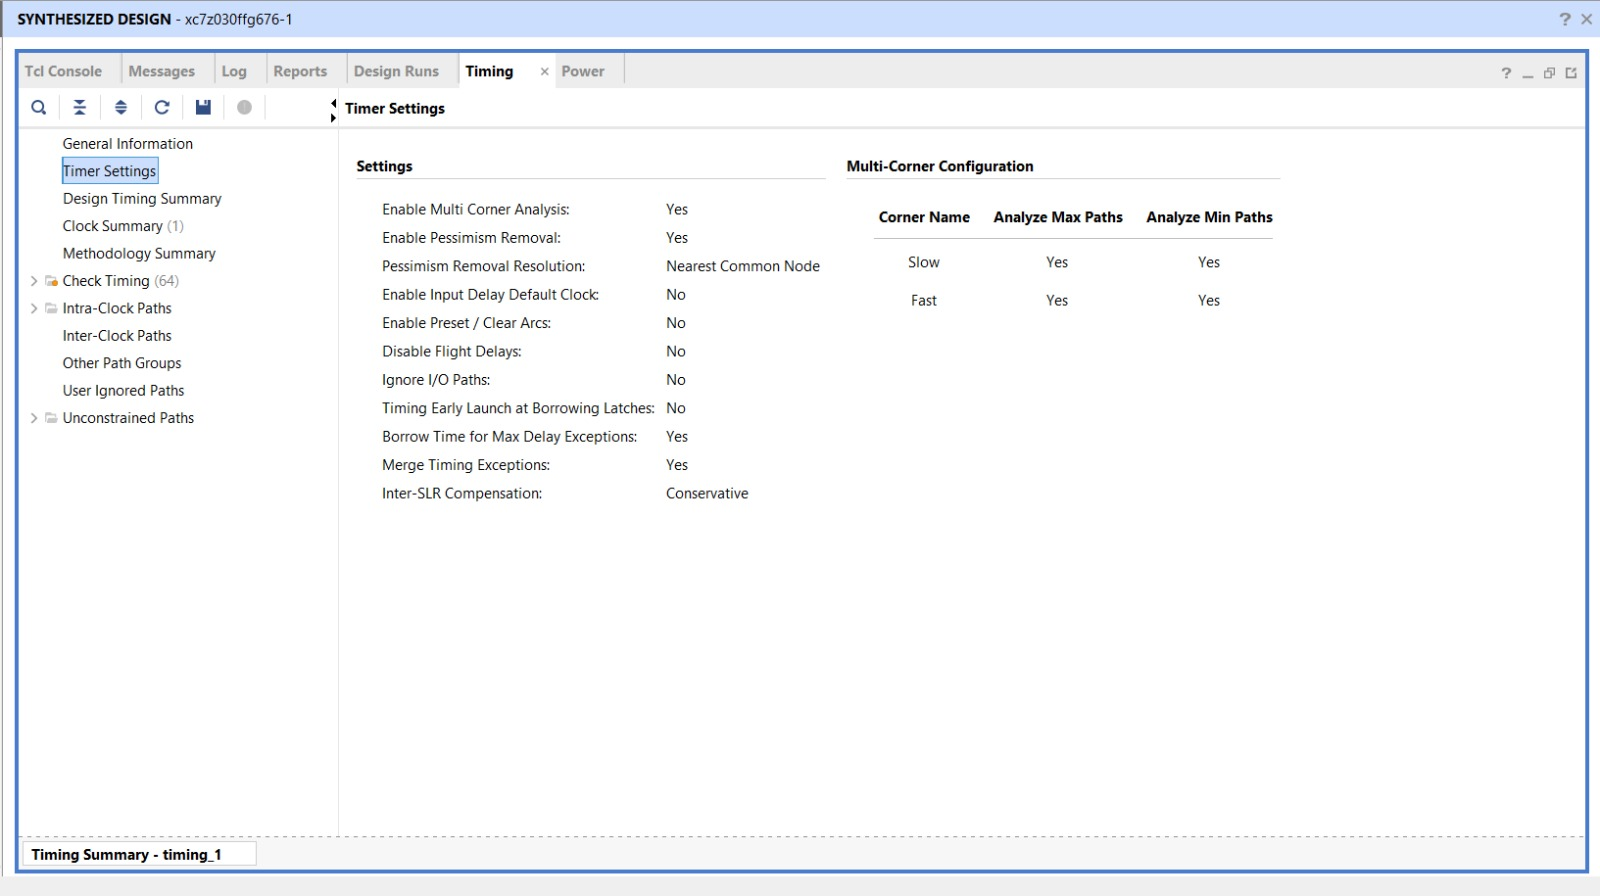 SYNTHESIZED DESIGN - xc7z030ffg676-1
Tcl Console Messages Log Reports Design Runs Timing Power
Timer Settings
General Information
Timer Settings
Design Timing Summary
Clock Summary (1)
Methodology Summary
Check Timing (64)
Intra-Clock Paths
Inter-Clock Paths
Other Path Groups
User Ignored Paths
Unconstrained Paths
Settings
Enable Multi Corner Analysis: Yes
Enable Pessimism Removal: Yes
Pessimism Removal Resolution: Nearest Common Node
Enable Input Delay Default Clock: No
Enable Preset / Clear Arcs: No
Disable Flight Delays: No
Ignore I/O Paths: No
Timing Early Launch at Borrowing Latches: No
Borrow Time for Max Delay Exceptions: Yes
Merge Timing Exceptions: Yes
Inter-SLR Compensation: Conservative
Multi-Corner Configuration
Corner Name Analyze Max Paths Analyze Min Paths
Slow Yes Yes
Fast Yes Yes
Timing Summary - timing_1